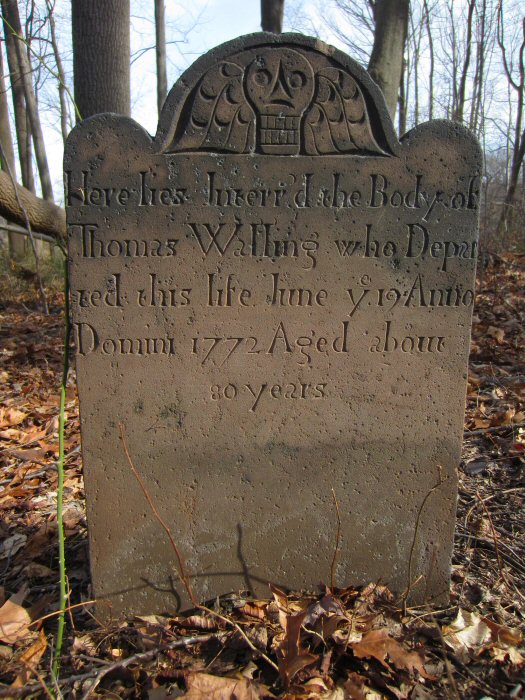 Here lies Interr'd the Body of
Thomas Walling who Depar
ted this life June yᵉ 19 Anno
Domini 1772 Aged about
80 years